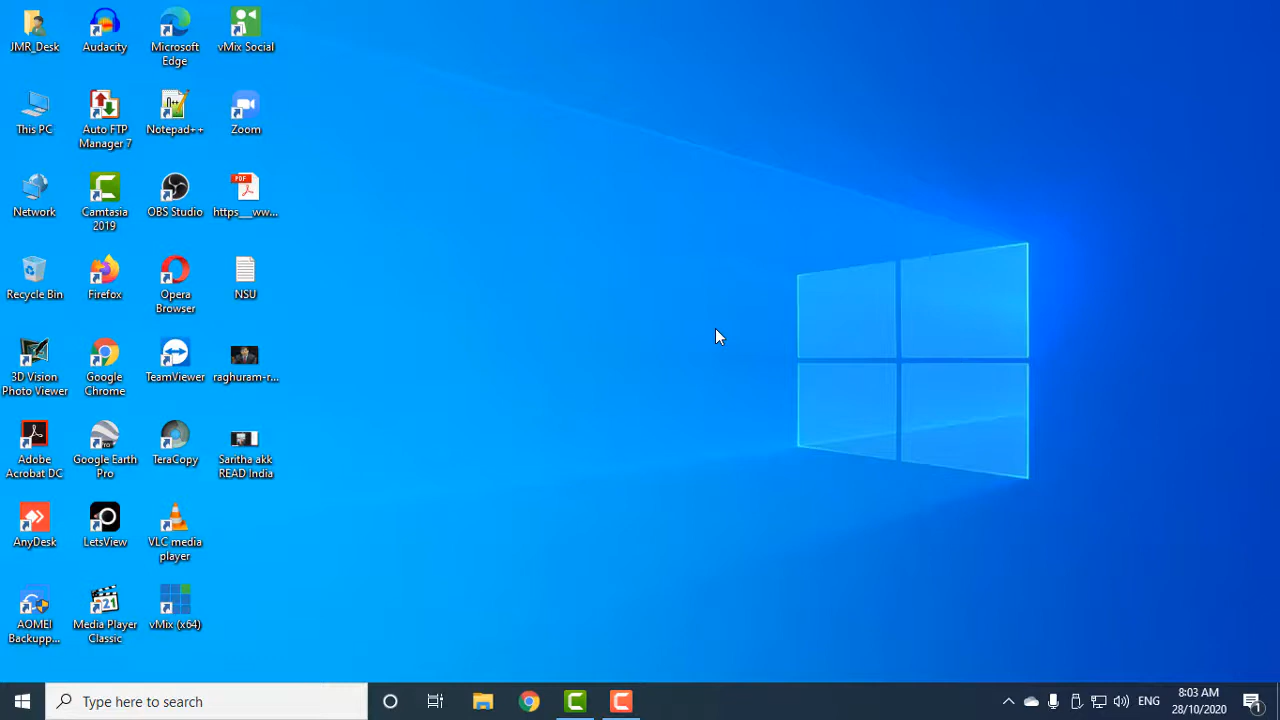 JMR_Desk
Audacity
Microsoft
Edge
vMix Social
This PC
Auto FTP
Manager 7
Notepad++
Zoom
Network
Camtasia
2019
OBS Studio
PDF
https__ww...
Recycle Bin
Firefox
Opera
Browser
NSU
3D Vision
Photo Viewer
Google
Chrome
TeamViewer
raghuram-r...
Adobe
Acrobat DC
Google Earth
Pro
TeraCopy
Saritha akk
READ India
AnyDesk
LetsView
VLC media
player
AOMEI
Backupp...
321
Media Player
Classic
vMix (x64)
Type here to search
ENG
8:03 AM
28/10/2020
1